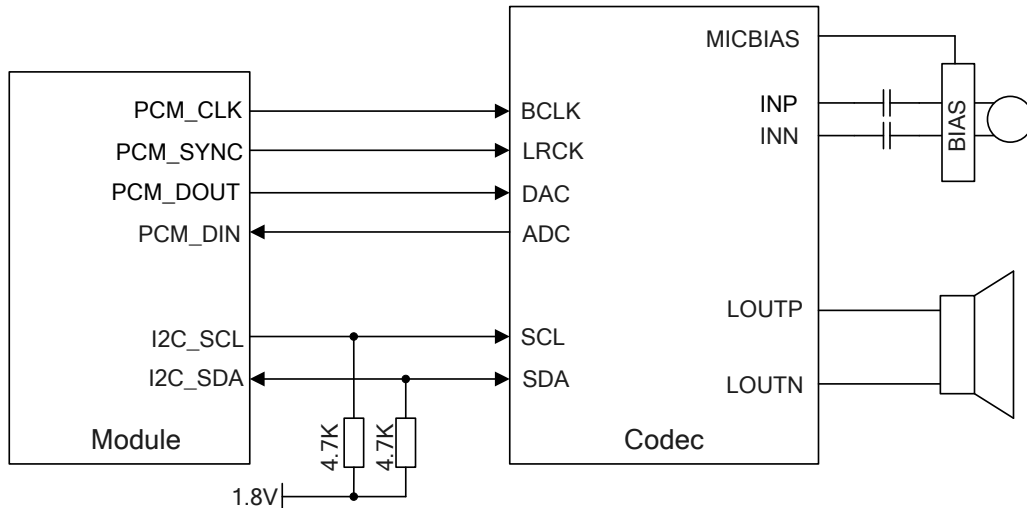 MICBIAS
PCM_CLK
BCLK
INP
PCM_SYNC
LRCK
INN
BIAS
PCM_DOUT
DAC
PCM_DIN
ADC
LOUTP
I2C_SCL
SCL
I2C_SDA
SDA
LOUTN
Module
4.7K
4.7K
Codec
1.8V